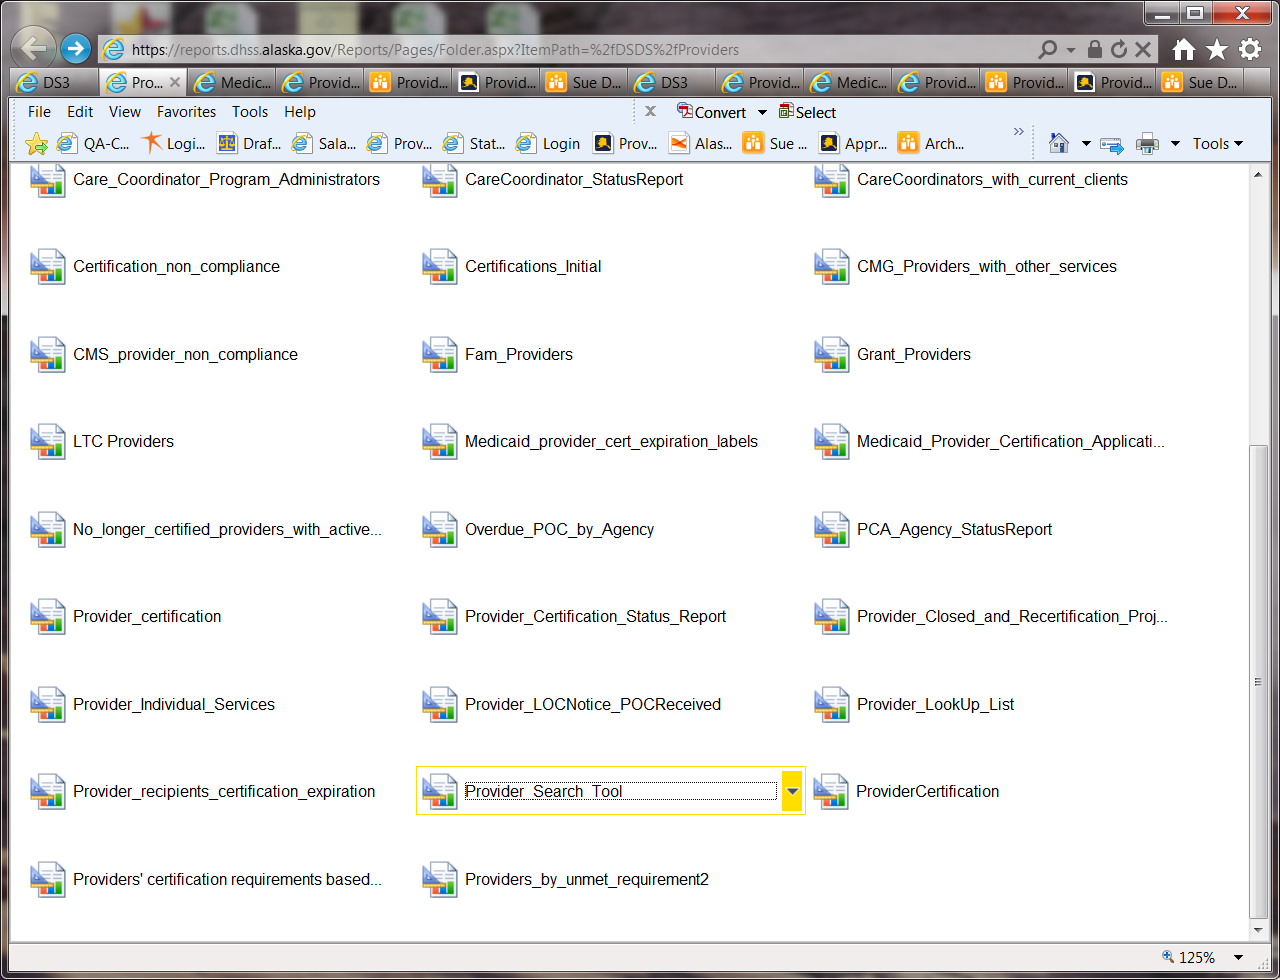 https://reports.dhss.alaska.gov/Reports/Pages/Folder.aspx?ItemPath=%2fDSDS%2fProviders
DS3 Pro... Medic... Provid... Provid... Provid... Sue D... DS3 Provid... Medic... Provid... Provid... Provid... Sue D...
File Edit View Favorites Tools Help x Convert Select
QA-C... Logi... Draf... Sala... Prov... Stat... Login Prov... Alas... Sue ... Appr... Arch... » Tools
Care_Coordinator_Program_Administrators CareCoordinator_StatusReport CareCoordinators_with_current_clients
Certification_non_compliance Certifications_Initial CMG_Providers_with_other_services
CMS_provider_non_compliance Fam_Providers Grant_Providers
LTC Providers Medicaid_provider_cert_expiration_labels Medicaid_Provider_Certification_Applicati...
No_longer_certified_providers_with_active... Overdue_POC_by_Agency PCA_Agency_StatusReport
Provider_certification Provider_Certification_Status_Report Provider_Closed_and_Recertification_Proj...
Provider_Individual_Services Provider_LOCNotice_POCReceived Provider_LookUp_List
Provider_recipients_certification_expiration Provider_Search_Tool ProviderCertification
Providers' certification requirements based... Providers_by_unmet_requirement2
125%